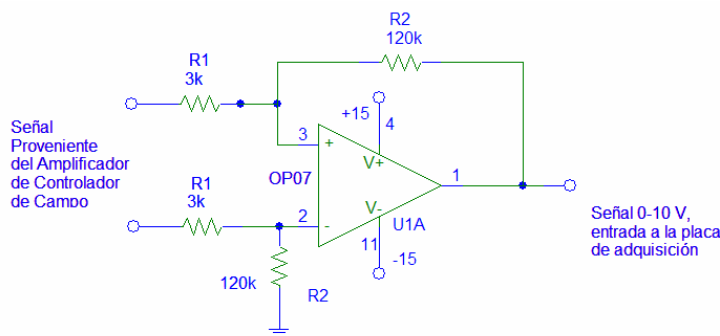 R2
120k
R1
3k
+15
4
3
+
V+
OP07
1
Señal
Proveniente
del Amplificador
de Controlador
de Campo
R1
3k
2
-
V-
U1A
11
-15
120k
R2
Señal 0-10 V,
entrada a la placa
de adquisición